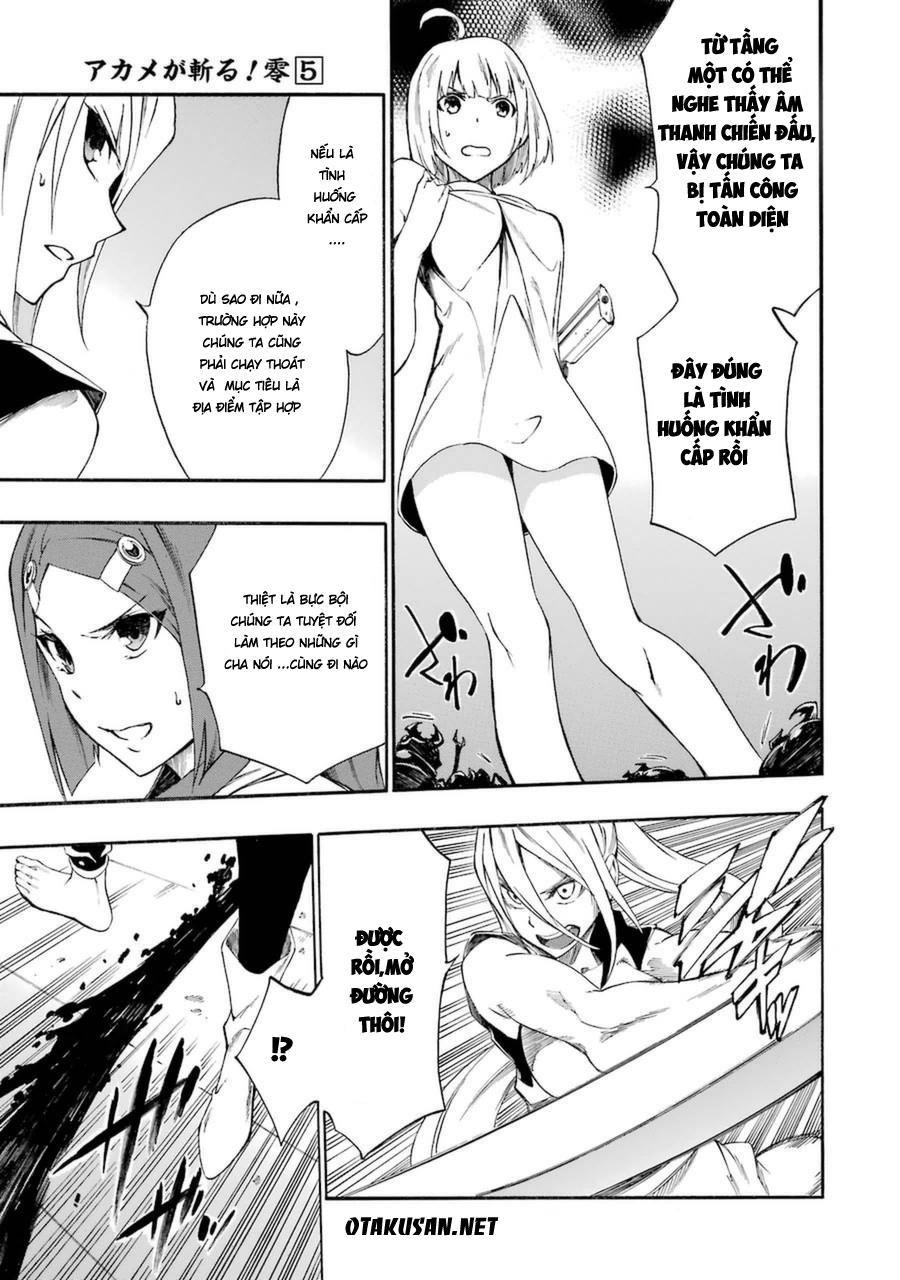 アカメが斬る！零 5
TỪ TẦNG
MỘT CÓ THỂ
NGHE THẤY ÂM
THANH CHIẾN ĐẤU,
VẬY CHÚNG TA
BỊ TẤN CÔNG
TOÀN DIỆN
ĐÂY ĐÚNG
LÀ TÌNH
HUỐNG KHẨN
CẤP RỒI
ざわ
ざわ
NẾU LÀ
TÌNH
HUỐNG
KHẨN CẤP
....
DÙ SAO ĐI NỮA ,
TRƯỜNG HỢP NÀY
CHÚNG TA CŨNG
PHẢI CHẠY THOÁT
VÀ MỤC TIÊU LÀ
ĐỊA ĐIỂM TẬP HỢP
THIỆT LÀ BỰC BỘI
CHÚNG TA TUYỆT ĐỐI
LÀM THEO NHỮNG GÌ
CHA NÓI ...CÙNG ĐI NÀO
ĐƯỢC
RỒI,MỞ
ĐƯỜNG
THÔI!
!?
OTAKUSAN.NET